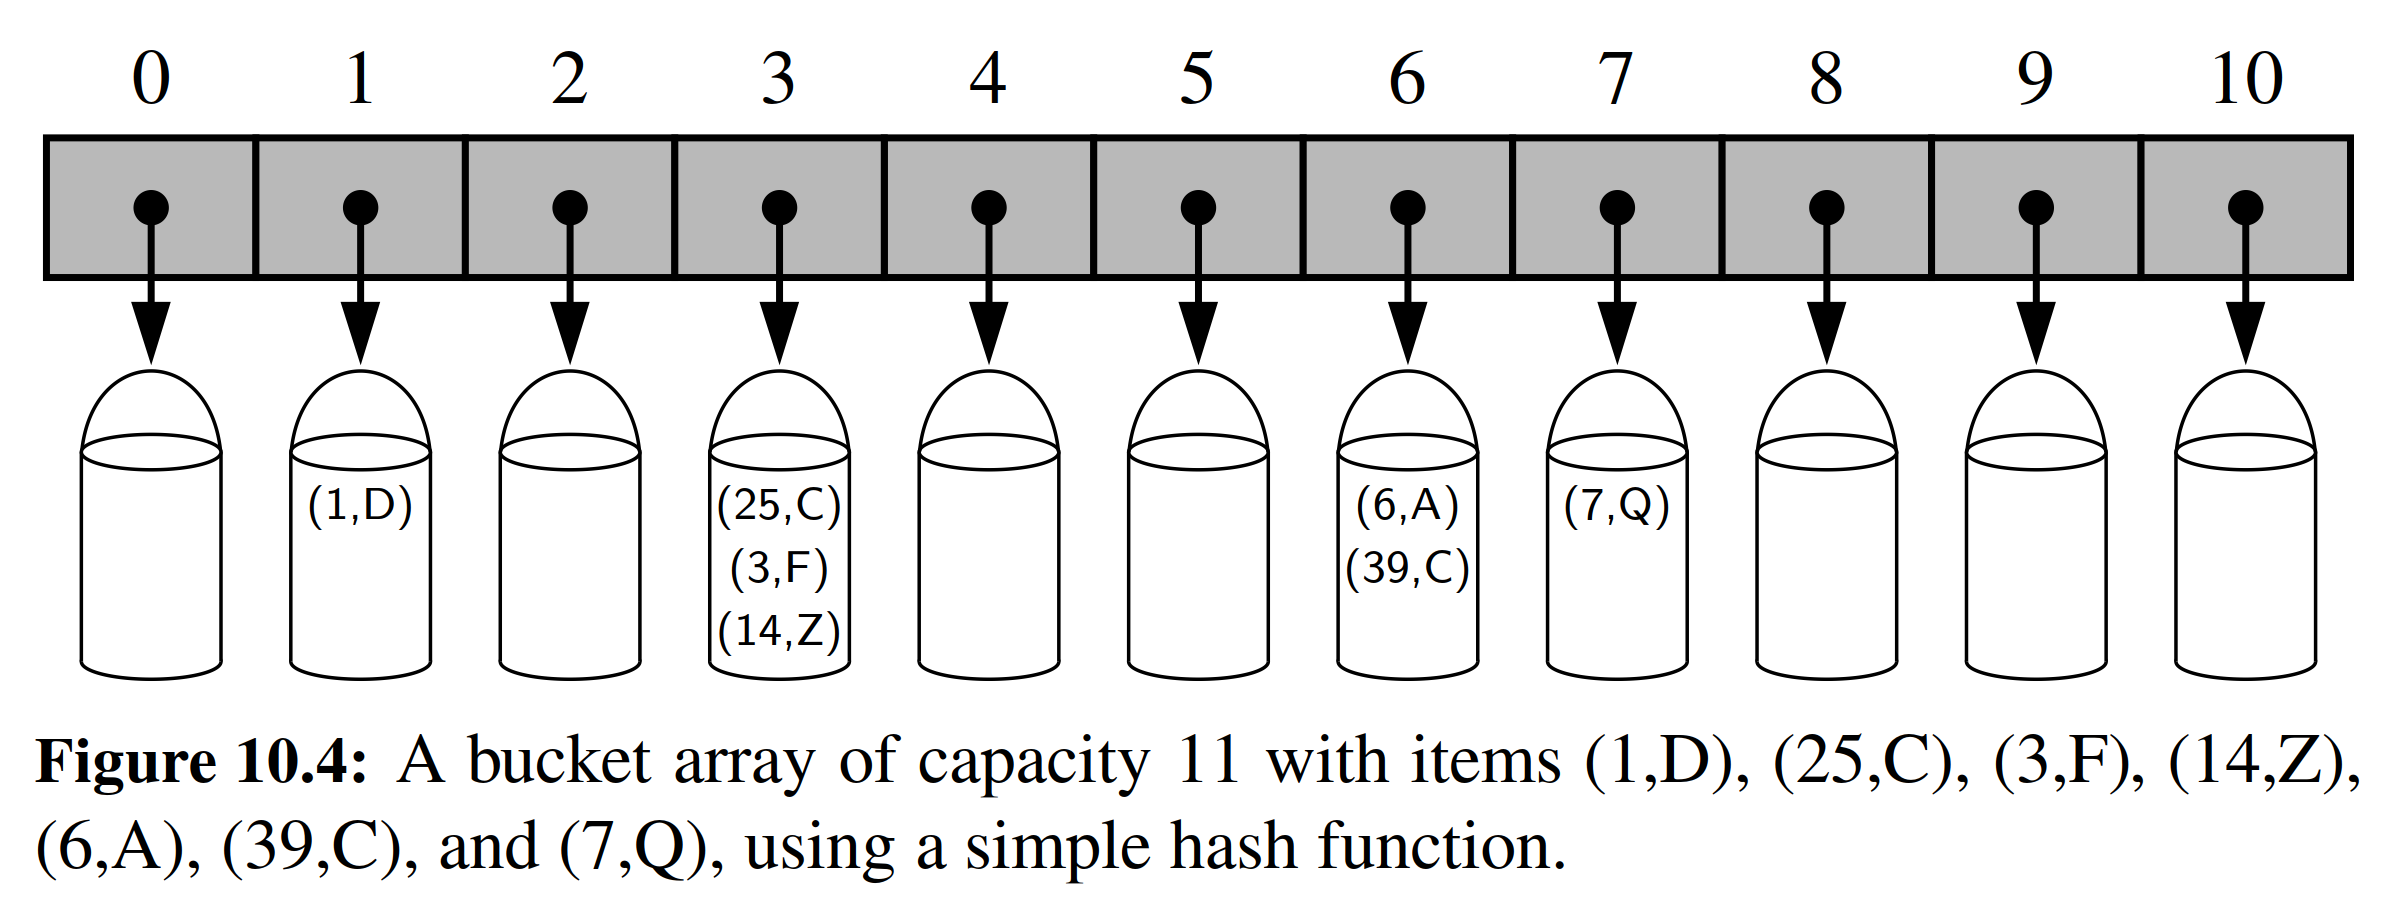 0 1 2 3 4 5 6 7 8 9 10
(1,D) (25,C) (6,A) (7,Q)
(3,F) (39,C)
(14,Z)
Figure 10.4: A bucket array of capacity 11 with items (1,D), (25,C), (3,F), (14,Z),
(6,A), (39,C), and (7,Q), using a simple hash function.